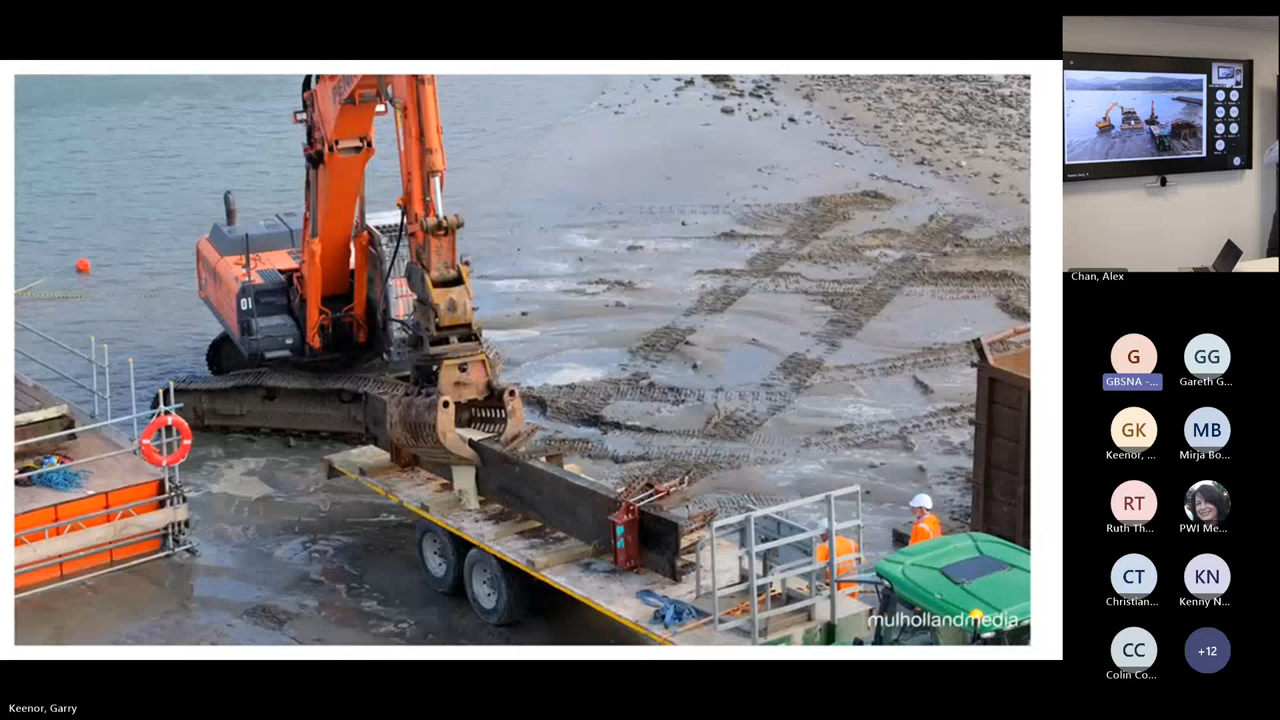 01
mulhollandmedia
Keenor, Garry
Chan, Alex
G
GBSNA -...
GG
Gareth G...
GK
Keenor, ...
MB
Mirja Bo...
RT
Ruth Th...
PWI Me...
CT
Christian...
KN
Kenny N...
CC
Colin Co...
+12